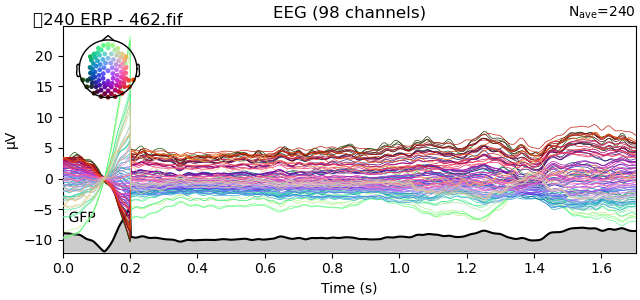 240 ERP - 462.fif
EEG (98 channels)
Nave=240
µV
20
15
10
5
0
−5
−10
GFP
0.0 0.2 0.4 0.6 0.8 1.0 1.2 1.4 1.6
Time (s)